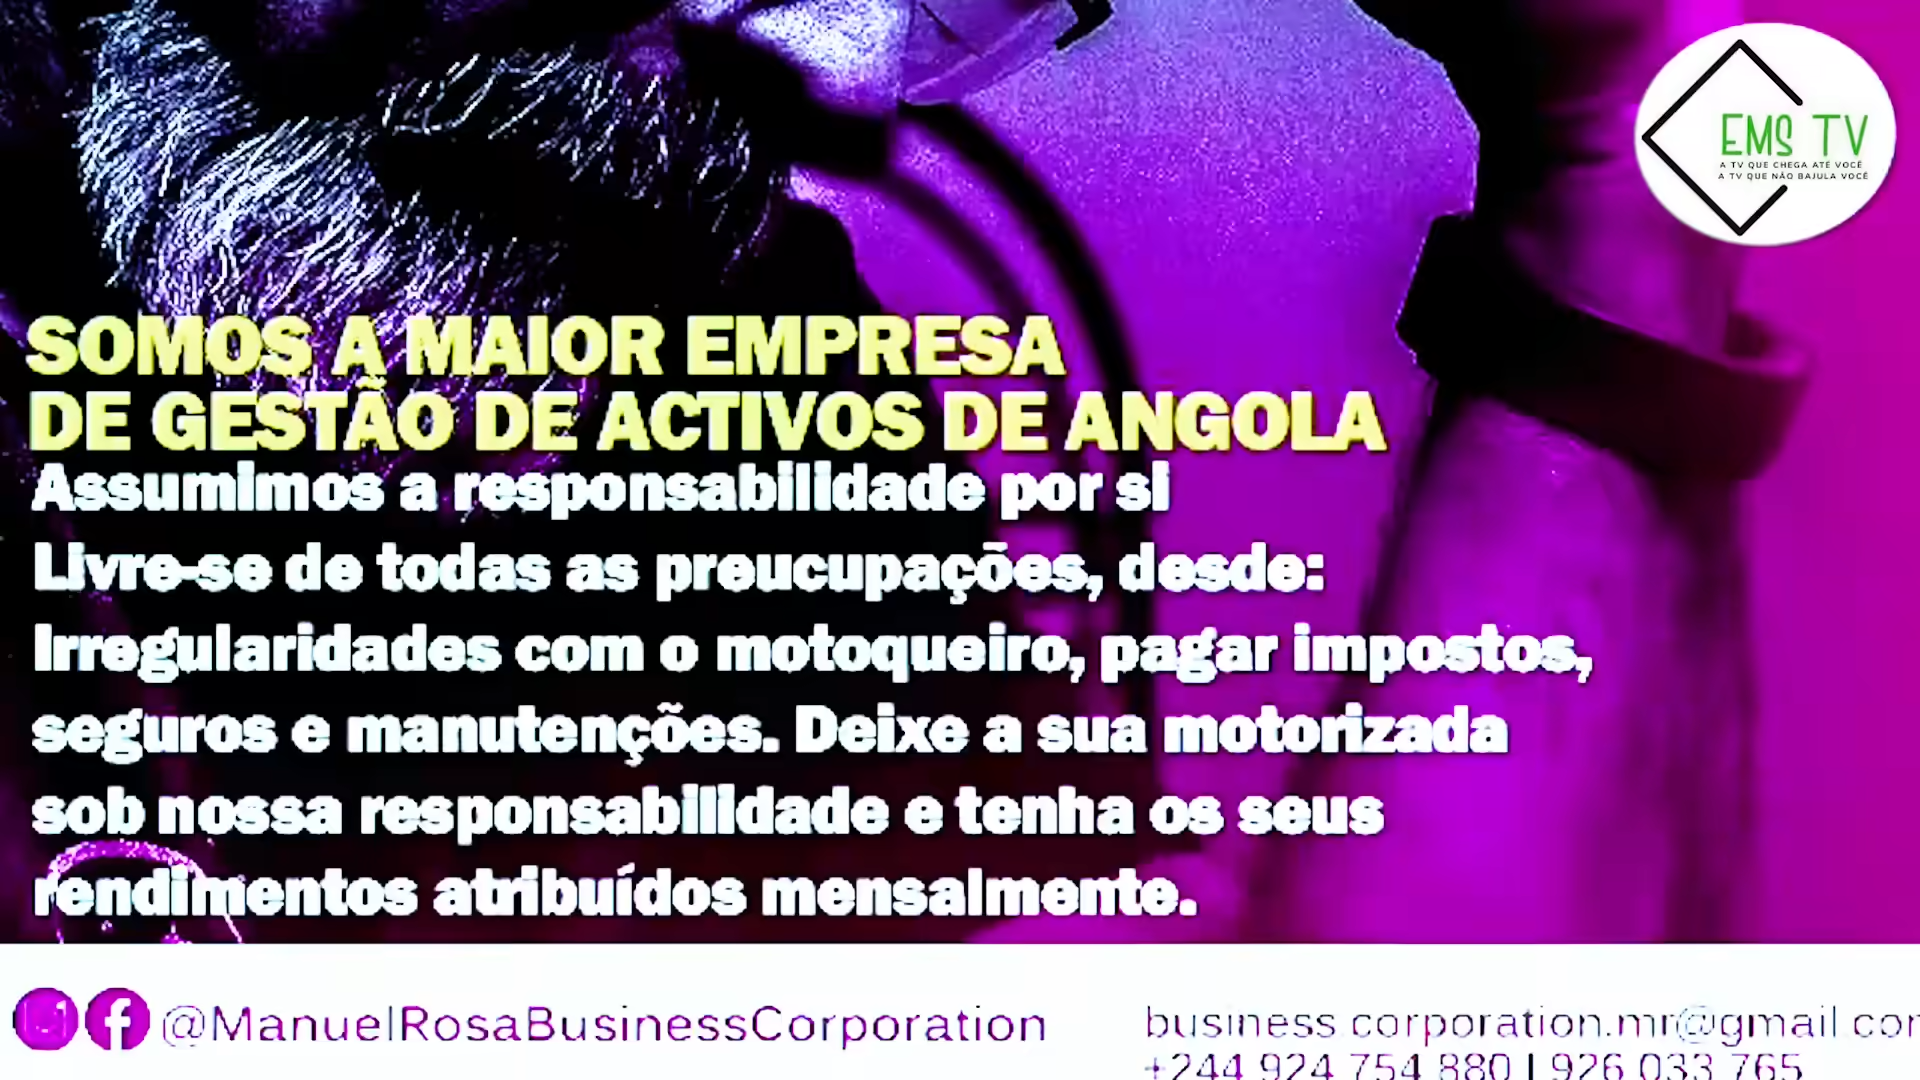 EMS TV
A TV QUE CHEGA ATÉ VOCÊ
A TV QUE NÃO BAJULA VOCÊ
SOMOS A MAIOR EMPRESA
DE GESTÃO DE ACTIVOS DE ANGOLA
Assumimos a responsabilidade por si
Livre-se de todas as preucupações, desde:
Irregularidades com o motoqueiro, pagar impostos,
seguros e manutenções. Deixe a sua motorizada
sob nossa responsabilidade e tenha os seus
rendimentos atribuídos mensalmente.
@ManuelRosaBusinessCorporation
business corporation.mr@gmail.com
+244 924 754 880 | 926 033 765